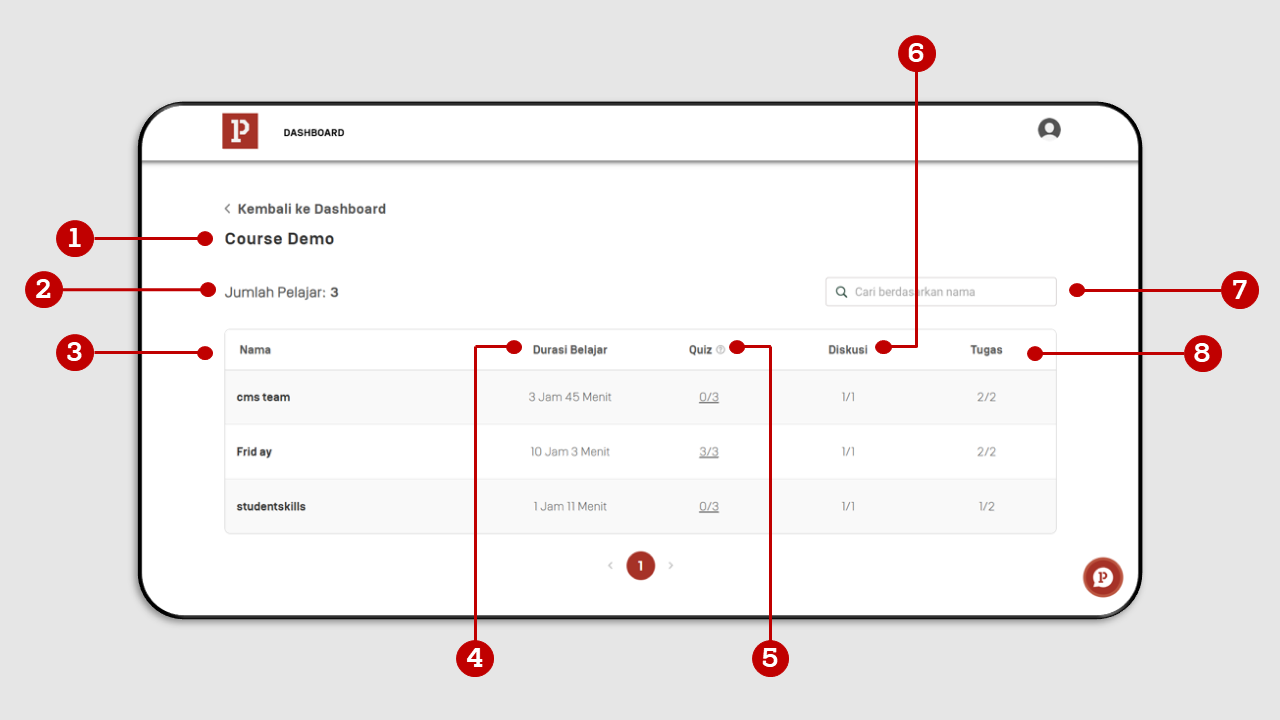 6
P DASHBOARD
Kembali ke Dashboard
1 Course Demo
2 Jumlah Pelajar: 3 Cari berdasarkan nama 7
3 Nama Durasi Belajar Quiz Diskusi Tugas 8
cms team 3 Jam 45 Menit 0/3 1/1 2/2
Frid ay 10 Jam 3 Menit 3/3 1/1 2/2
studentskills 1 Jam 11 Menit 0/3 1/1 1/2
‹ 1 ›
P
4 5